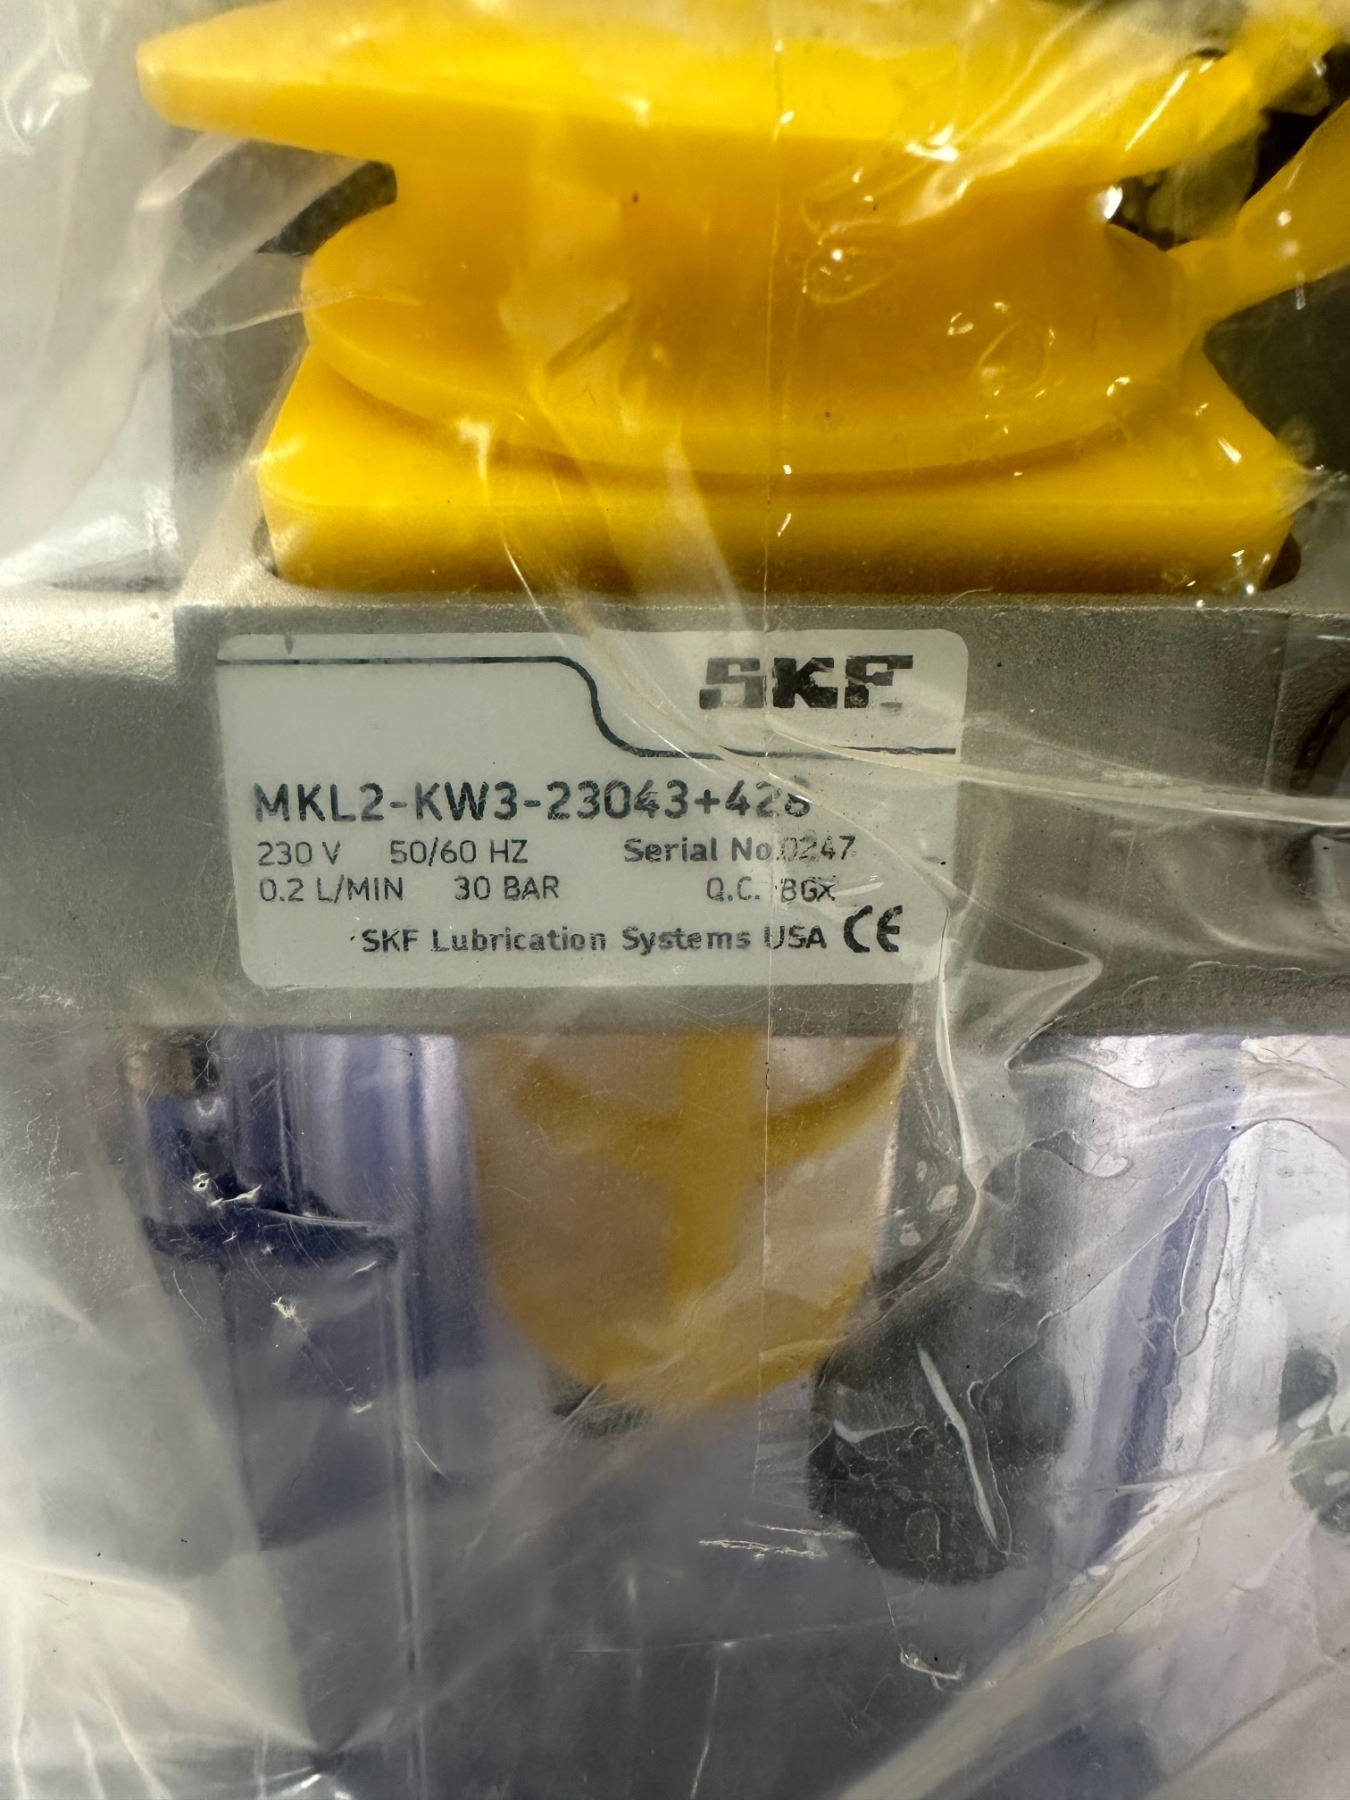 SKF
MKL2-KW3-23043+428
230 V 50/60 HZ Serial No.0247
0.2 L/MIN 30 BAR Q.C. BGX
SKF Lubrication Systems USA CE